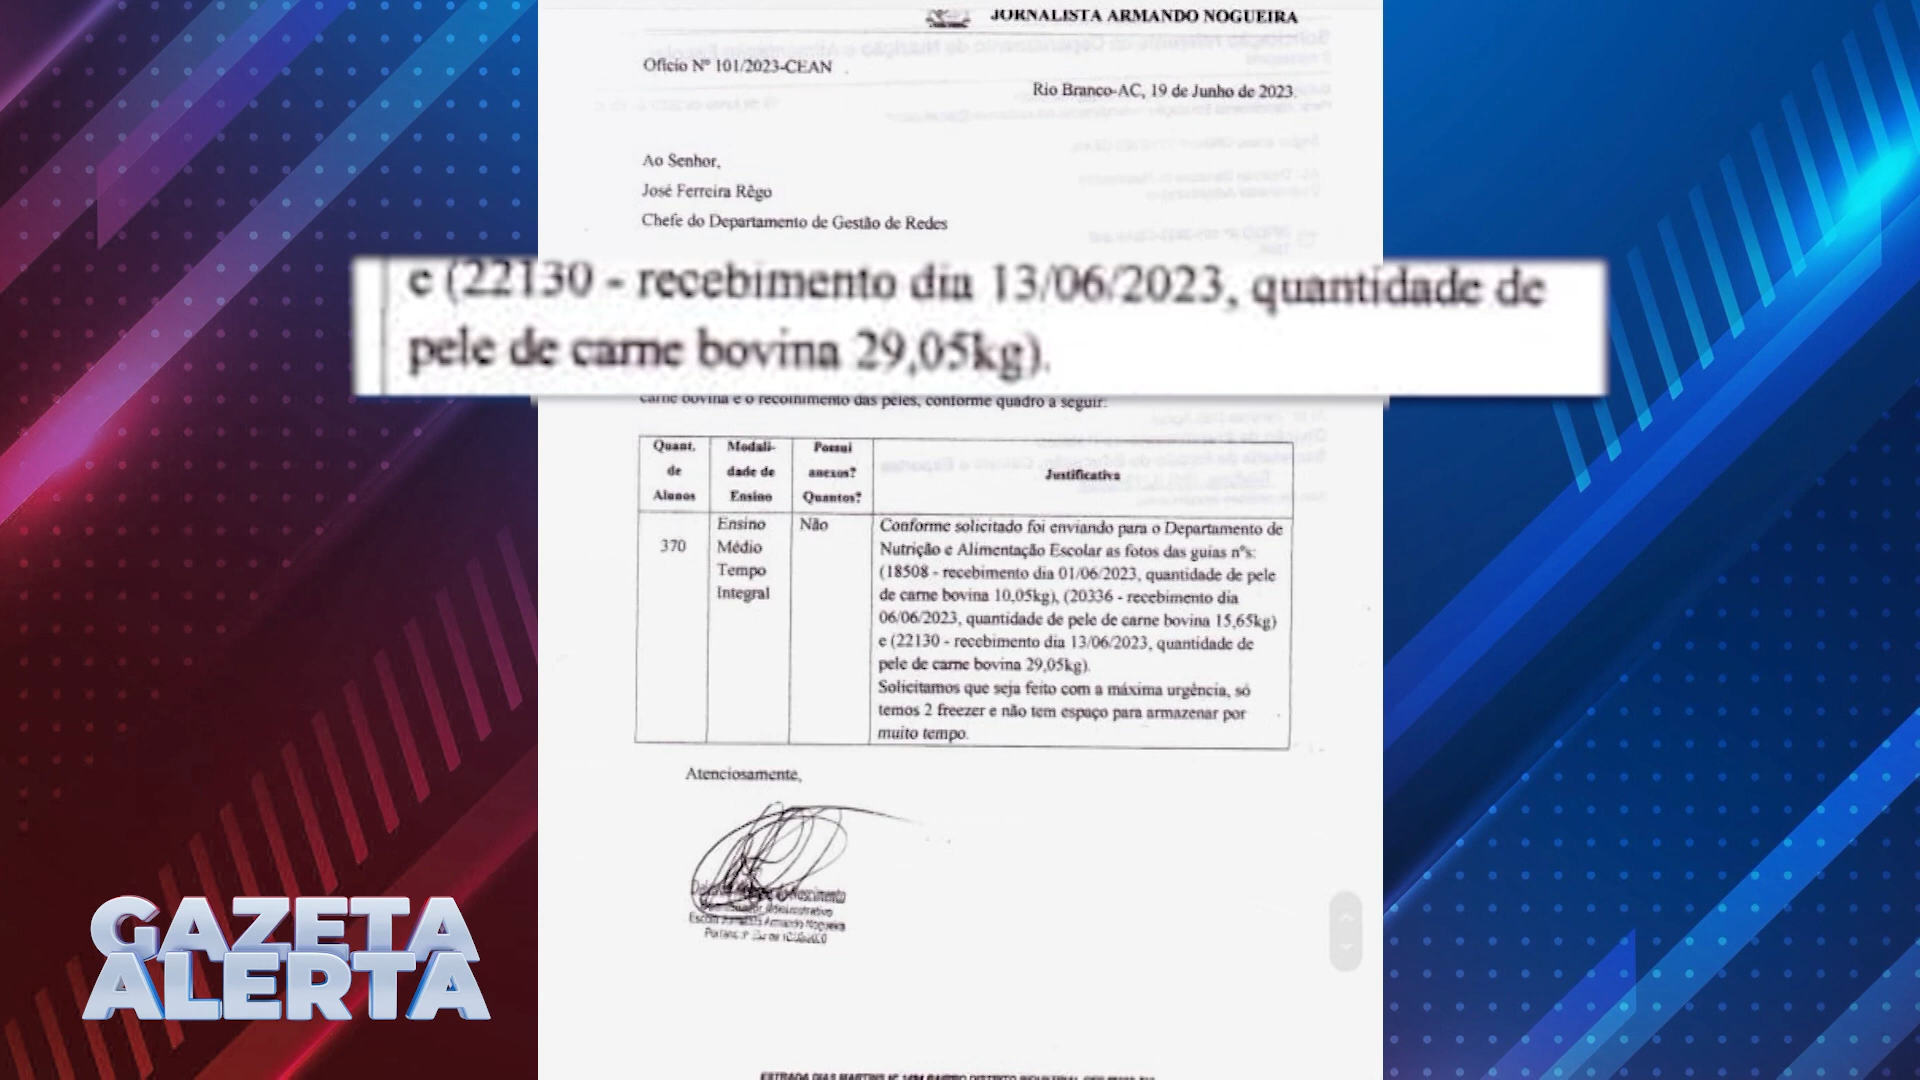 JORNALISTA ARMANDO NOGUEIRA
Ofício Nº 101/2023-CEAN
Rio Branco-AC, 19 de Junho de 2023.
Ao Senhor,
José Ferreira Rêgo
Chefe do Departamento de Gestão de Redes
e (22130 - recebimento dia 13/06/2023, quantidade de
pele de carne bovina 29,05kg).
carne bovina e o recolhimento das peles, conforme quadro a seguir:
Quant. de Alunos
Modali-dade de Ensino
Possui anexos? Quantos?
Justificativa
370
Ensino
Médio
Tempo
Integral
Não
Conforme solicitado foi enviando para o Departamento de
Nutrição e Alimentação Escolar as fotos das guias nºs:
(18508 - recebimento dia 01/06/2023, quantidade de pele
de carne bovina 10,05kg), (20336 - recebimento dia
06/06/2023, quantidade de pele de carne bovina 15,65kg)
e (22130 - recebimento dia 13/06/2023, quantidade de
pele de carne bovina 29,05kg).
Solicitamos que seja feito com a máxima urgência, só
temos 2 freezer e não tem espaço para armazenar por
muito tempo.
Atenciosamente,
Nascimento
Administrativo
Armando Nogueira
GAZETA
ALERTA